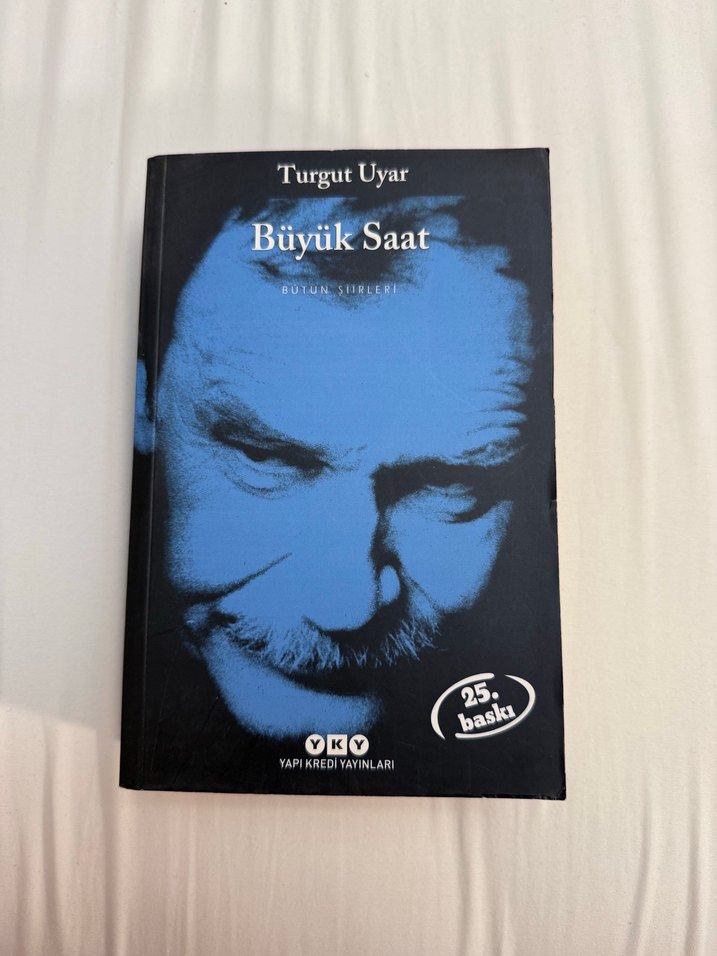 Turgut Uyar
Büyük Saat
BÜTÜN ŞİİRLERİ
25.
baskı
YKY
YAPI KREDİ YAYINLARI